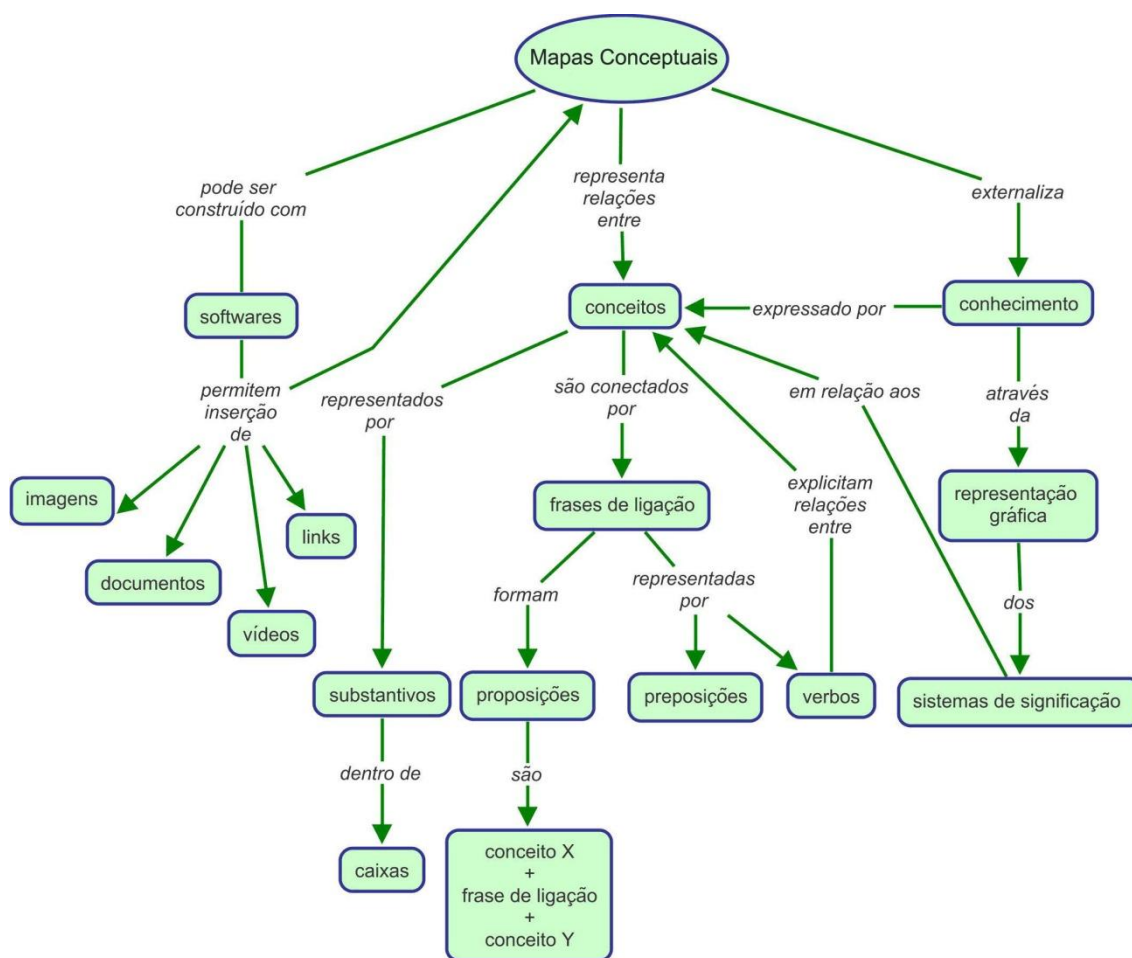 Mapas Conceptuais
pode ser
construído com
representa
relações
entre
externaliza
softwares
conceitos
expressado por
conhecimento
permitem
inserção
de
representados
por
são conectados
por
em relação aos
através
da
imagens
links
documentos
vídeos
frases de ligação
explicitam
relações
entre
representação
gráfica
formam
representadas
por
dos
substantivos
proposições
preposições
verbos
sistemas de significação
dentro de
são
caixas
conceito X
+
frase de ligação
+
conceito Y